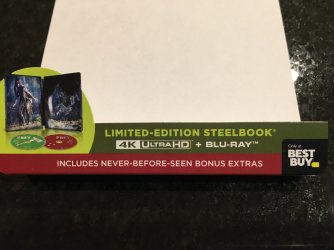 LIMITED-EDITION STEELBOOK®
4K ULTRA HD + BLU-RAY™
Only at
BEST
BUY
INCLUDES NEVER-BEFORE-SEEN BONUS EXTRAS